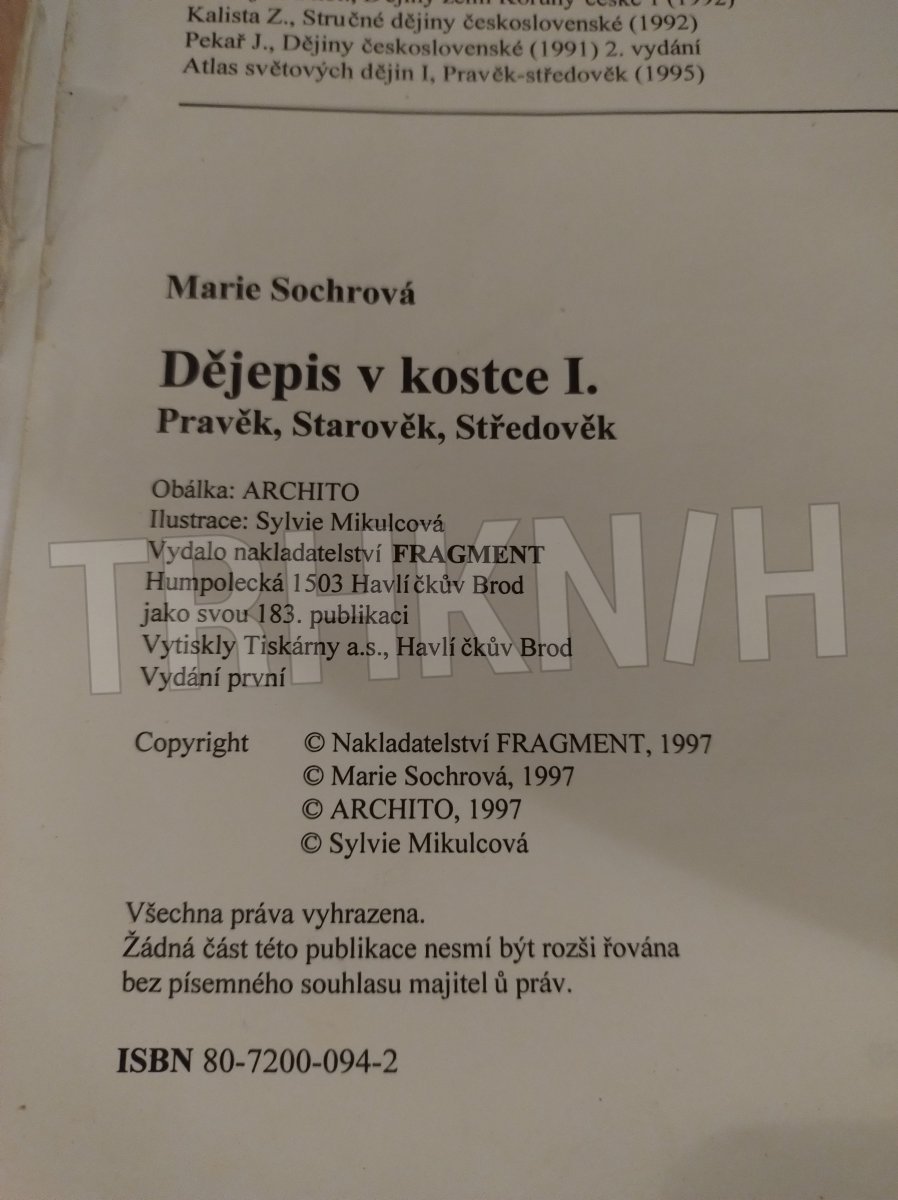 Kalista Z., Stručné dějiny československé (1992)
Pekař J., Dějiny československé (1991) 2. vydání
Atlas světových dějin I, Pravěk-středověk (1995)
Marie Sochrová
Dějepis v kostce I.
Pravěk, Starověk, Středověk
Obálka: ARCHITO
Ilustrace: Sylvie Mikulcová
Vydalo nakladatelství FRAGMENT
Humpolecká 1503 Havlíčkův Brod
jako svou 183. publikaci
Vytiskly Tiskárny a.s., Havlíčkův Brod
Vydání první
TRHKNIH
Copyright © Nakladatelství FRAGMENT, 1997
© Marie Sochrová, 1997
© ARCHITO, 1997
© Sylvie Mikulcová
Všechna práva vyhrazena.
Žádná část této publikace nesmí být rozši řována
bez písemného souhlasu majitel ů práv.
ISBN 80-7200-094-2